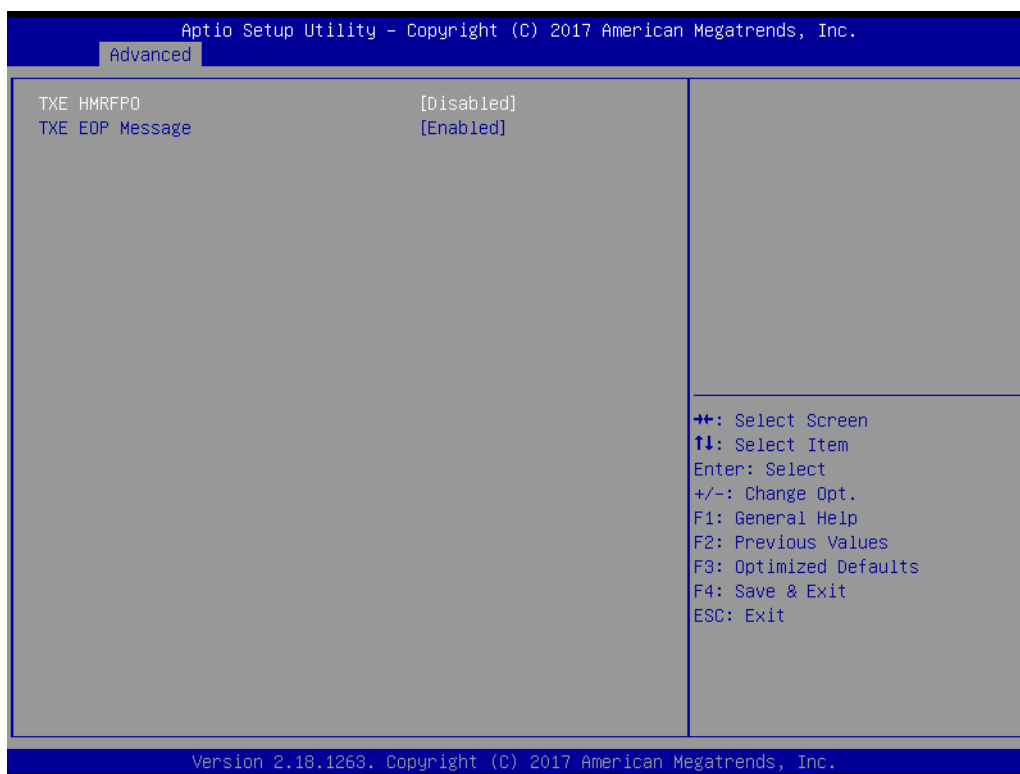 Aptio Setup Utility – Copyright (C) 2017 American Megatrends, Inc.
Advanced
TXE HMRFPO [Disabled]
TXE EOP Message [Enabled]
→←: Select Screen
↑↓: Select Item
Enter: Select
+/-: Change Opt.
F1: General Help
F2: Previous Values
F3: Optimized Defaults
F4: Save & Exit
ESC: Exit
Version 2.18.1263. Copyright (C) 2017 American Megatrends, Inc.